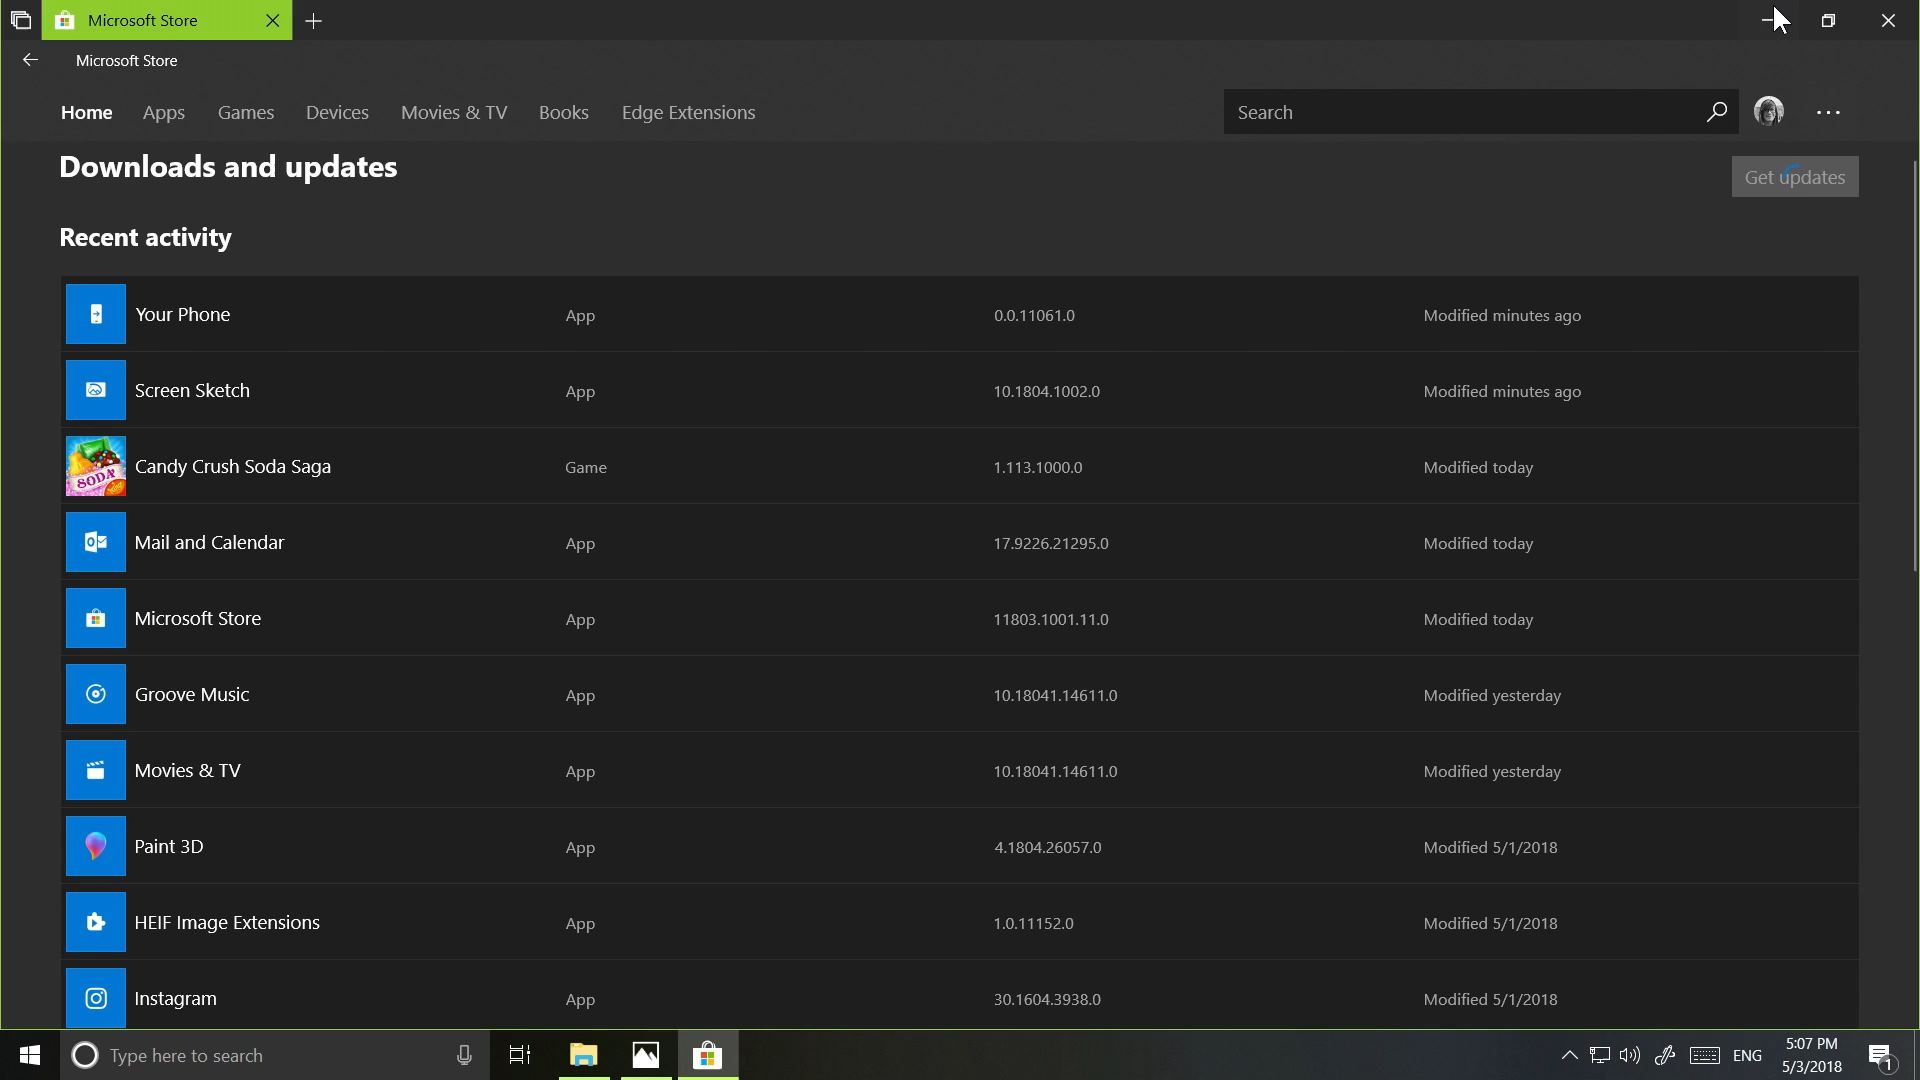 Microsoft Store
Microsoft Store
Home Apps Games Devices Movies & TV Books Edge Extensions Search
Downloads and updates
Get updates
Recent activity
Your Phone App 0.0.11061.0 Modified minutes ago
Screen Sketch App 10.1804.1002.0 Modified minutes ago
SODA
Candy Crush Soda Saga Game 1.113.1000.0 Modified today
Mail and Calendar App 17.9226.21295.0 Modified today
Microsoft Store App 11803.1001.11.0 Modified today
Groove Music App 10.18041.14611.0 Modified yesterday
Movies & TV App 10.18041.14611.0 Modified yesterday
Paint 3D App 4.1804.26057.0 Modified 5/1/2018
HEIF Image Extensions App 1.0.11152.0 Modified 5/1/2018
Instagram App 30.1604.3938.0 Modified 5/1/2018
Type here to search ENG 5:07 PM
5/3/2018
1